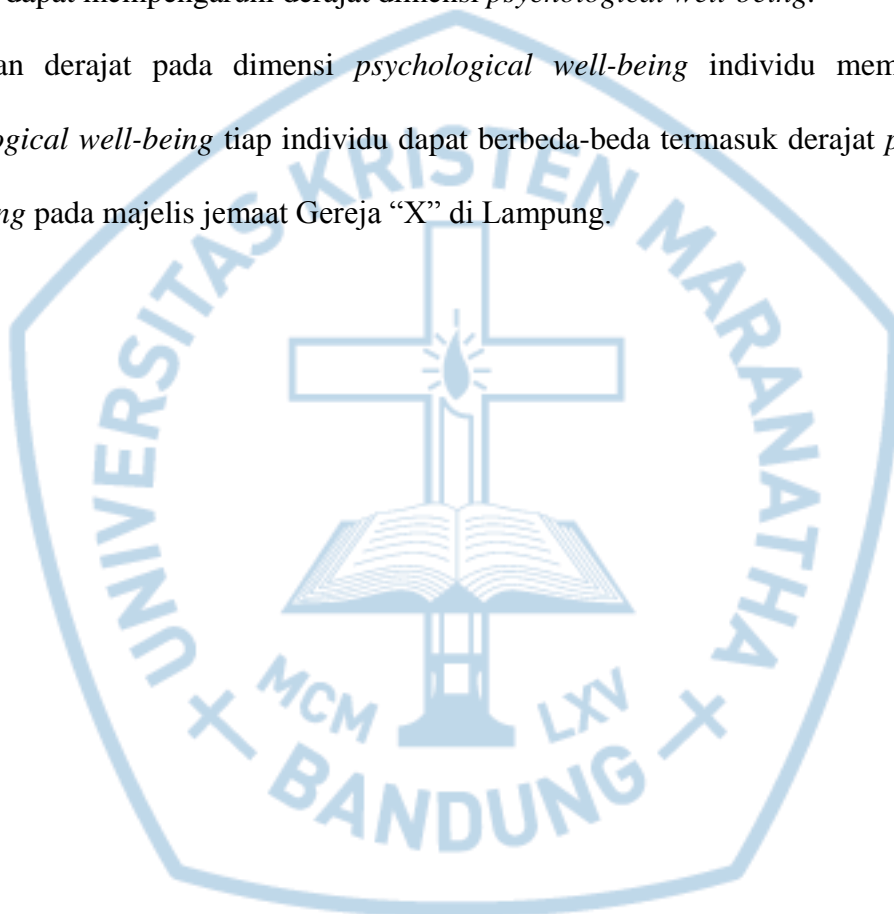 dapat mempengaruhi derajat dimensi psychological well-being.
an derajat pada dimensi psychological well-being individu mem
ogical well-being tiap individu dapat berbeda-beda termasuk derajat p
ng pada majelis jemaat Gereja “X” di Lampung.
UNIVERSITAS KRISTEN MARANATHA
MCM LXV
BANDUNG